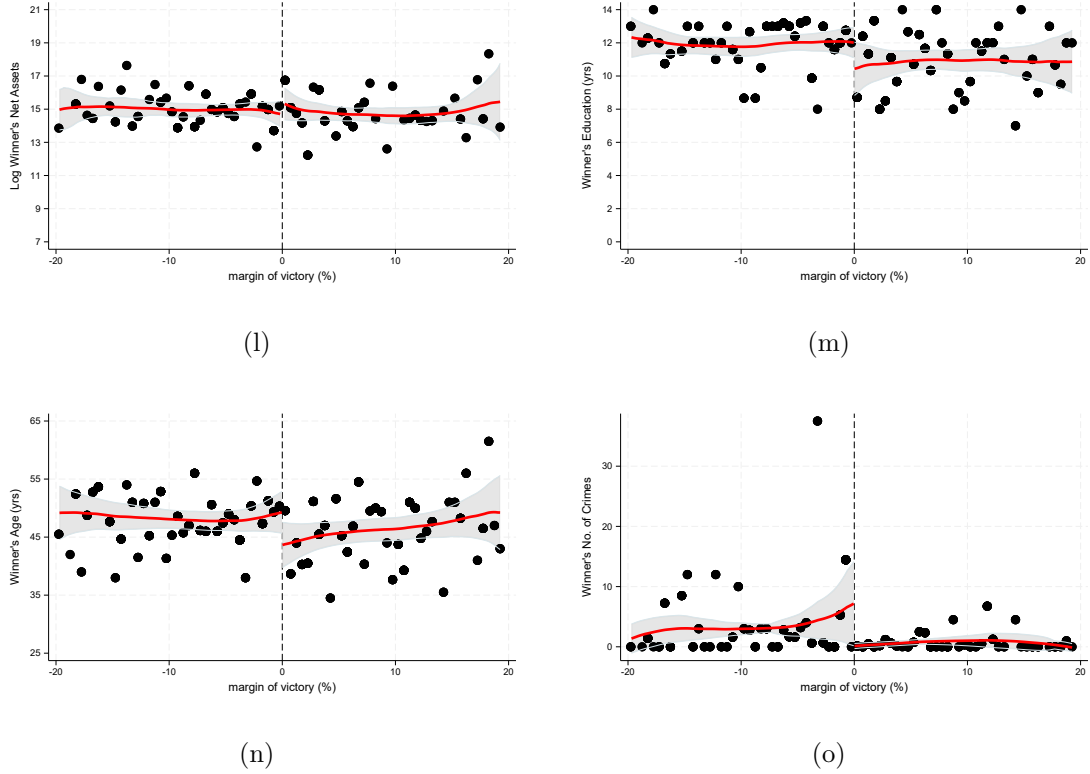 21
19
17
15
13
11
9
7
Log Winner's Net Assets
-20 -10 0 10 20
margin of victory (%)
(l)
14
12
10
8
6
4
2
0
Winner's Education (yrs)
-20 -10 0 10 20
margin of victory (%)
(m)
65
55
45
35
25
Winner's Age (yrs)
-20 -10 0 10 20
margin of victory (%)
(n)
30
20
10
0
Winner's No. of Crimes
-20 -10 0 10 20
margin of victory (%)
(o)